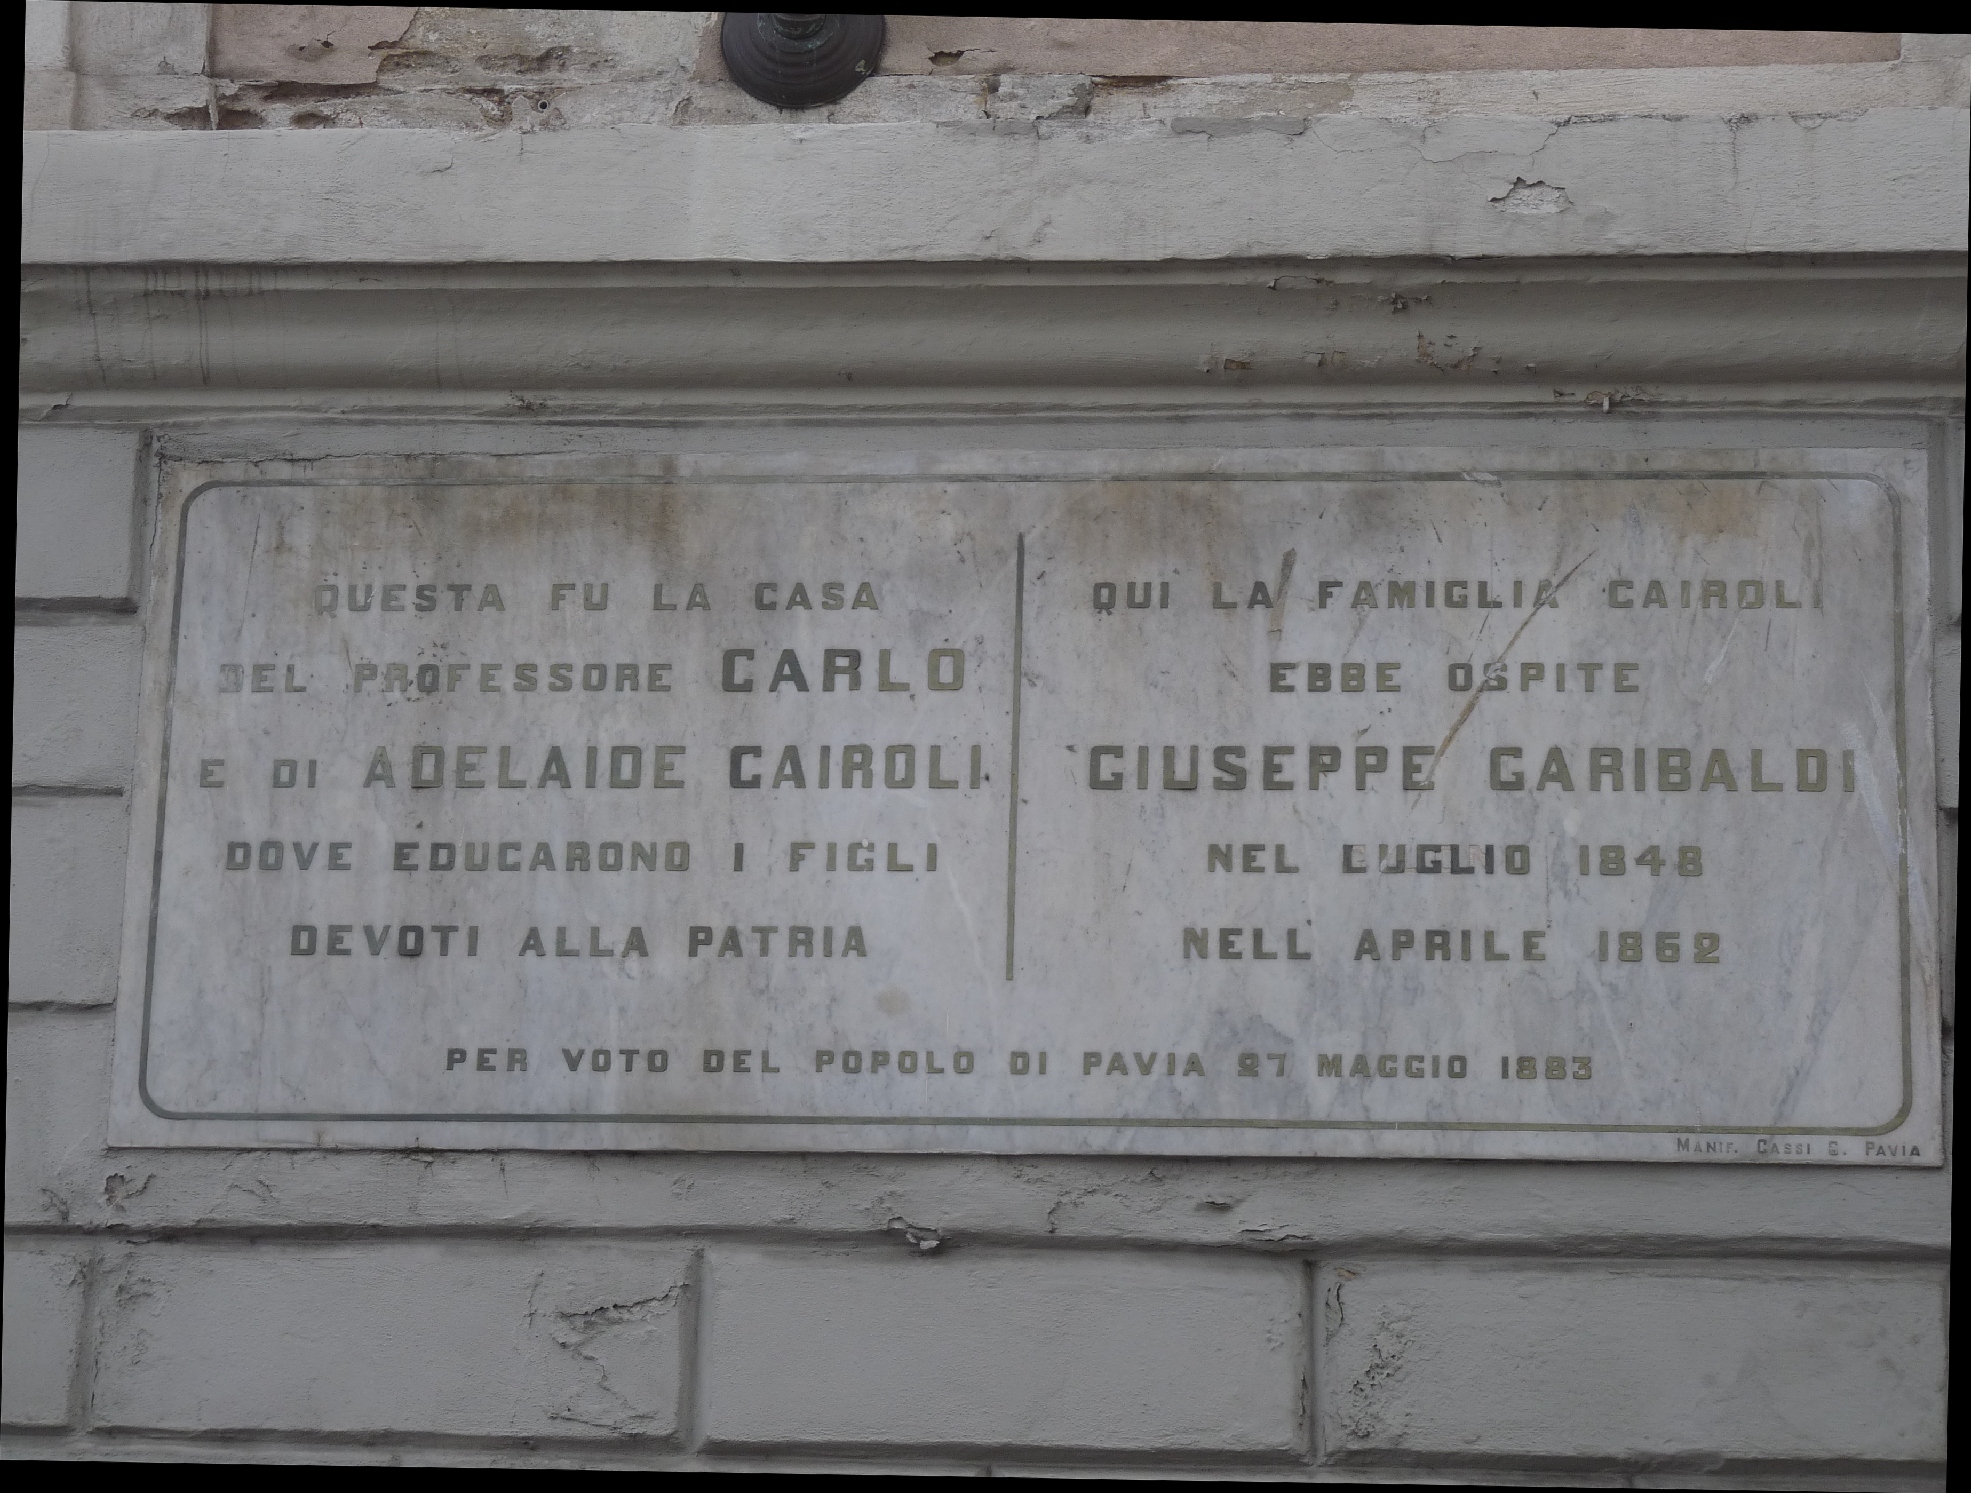 QUESTA FU LA CASA
DEL PROFESSORE CARLO
E DI ADELAIDE CAIROLI
DOVE EDUCARONO I FIGLI
DEVOTI ALLA PATRIA
QUI LA FAMIGLIA CAIROLI
EBBE OSPITE
GIUSEPPE GARIBALDI
NEL LUGLIO 1848
NELL APRILE 1862
PER VOTO DEL POPOLO DI PAVIA 27 MAGGIO 1883
MANIF. CASSI G. PAVIA